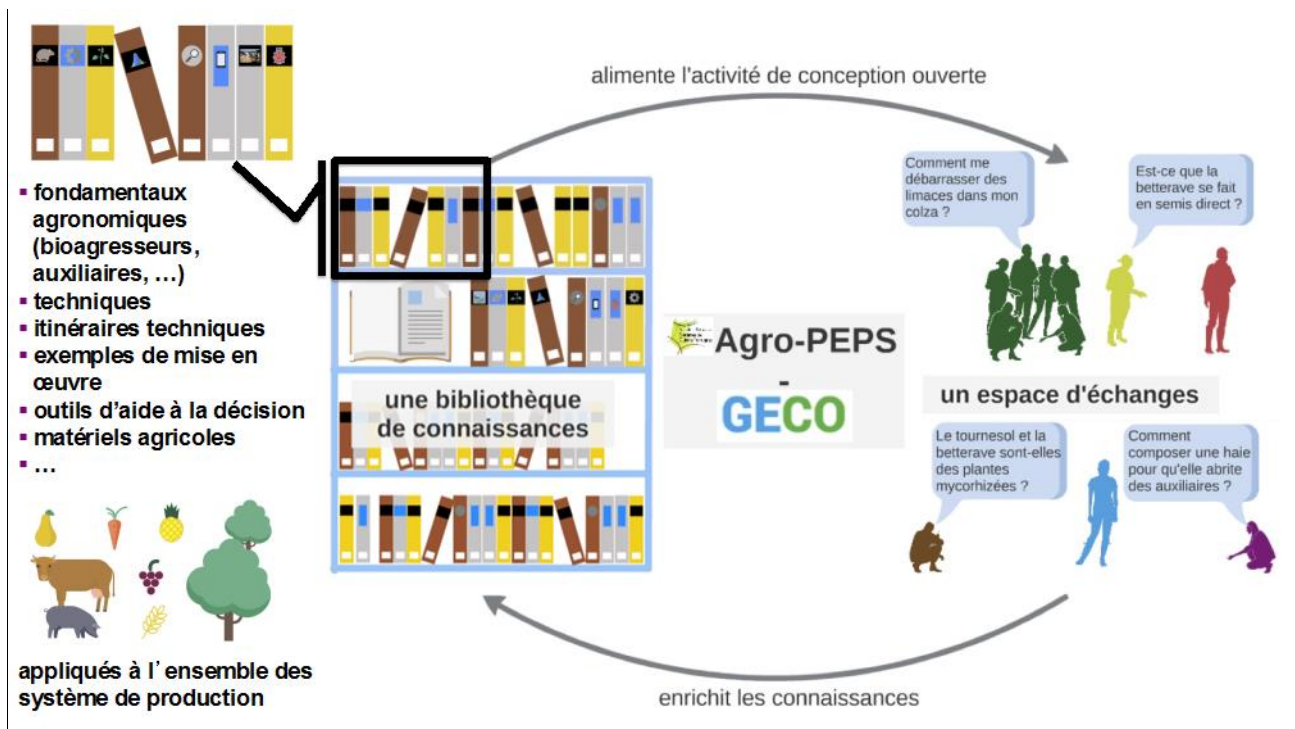 alimente l'activité de conception ouverte
▪ fondamentaux
agronomiques
(bioagresseurs,
auxiliaires, …)
▪ techniques
▪ itinéraires techniques
▪ exemples de mise en
œuvre
▪ outils d'aide à la décision
▪ matériels agricoles
▪ …
appliqués à l' ensemble des
système de production
une bibliothèque
de connaissances
Agro-PEPS
-
GECO
Comment me
débarrasser des
limaces dans mon
colza ?
Est-ce que la
betterave se fait
en semis direct ?
un espace d'échanges
Le tournesol et la
betterave sont-elles
des plantes
mycorhizées ?
Comment
composer une haie
pour qu'elle abrite
des auxiliaires ?
enrichit les connaissances